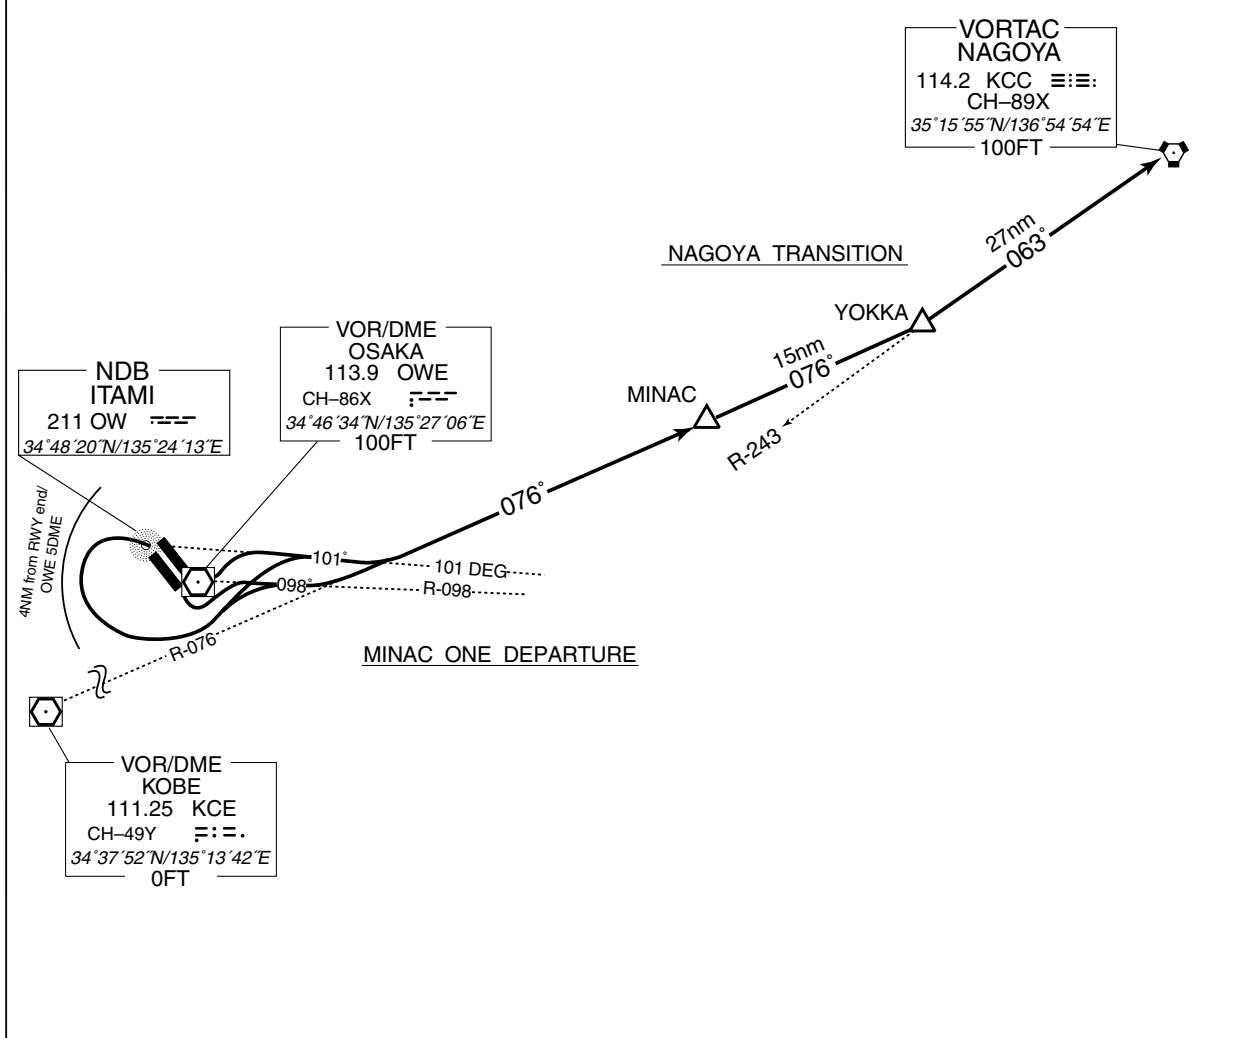 VORTAC
NAGOYA
114.2 KCC
CH–89X
35°15´55˝N/136°54´54˝E
100FT
27nm
063°
NAGOYA TRANSITION
YOKKA
15nm
076°
MINAC
R-243
VOR/DME
OSAKA
113.9 OWE
CH–86X
34°46´34˝N/135°27´06˝E
100FT
NDB
ITAMI
211 OW
34°48´20˝N/135°24´13˝E
076°
4NM from RWY end/
OWE 5DME
101°
101 DEG
098°
R-098
R-076
MINAC ONE DEPARTURE
VOR/DME
KOBE
111.25 KCE
CH–49Y
34°37´52˝N/135°13´42˝E
0FT